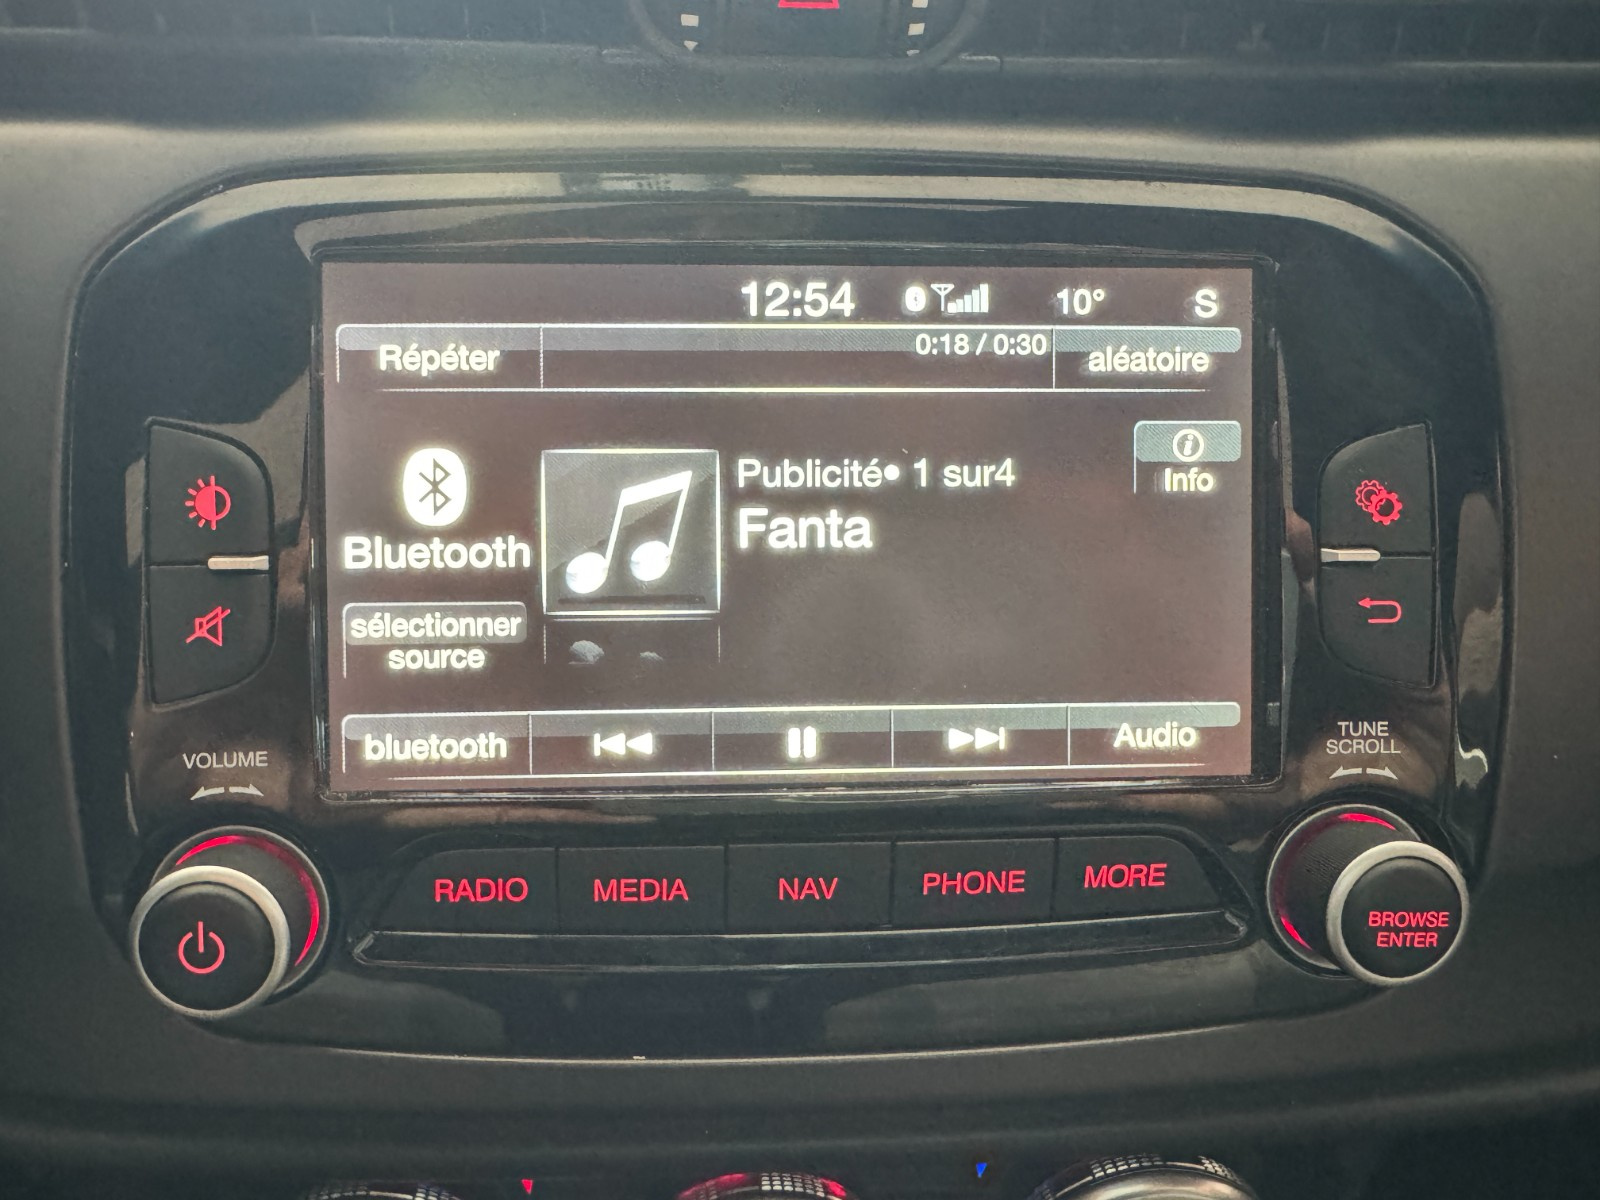 12:54 10° S
Répéter 0:18 / 0:30 aléatoire
Publicité• 1 sur4
Fanta
Info
Bluetooth
sélectionner
source
bluetooth Audio
VOLUME
TUNE
SCROLL
RADIO MEDIA NAV PHONE MORE
BROWSE
ENTER